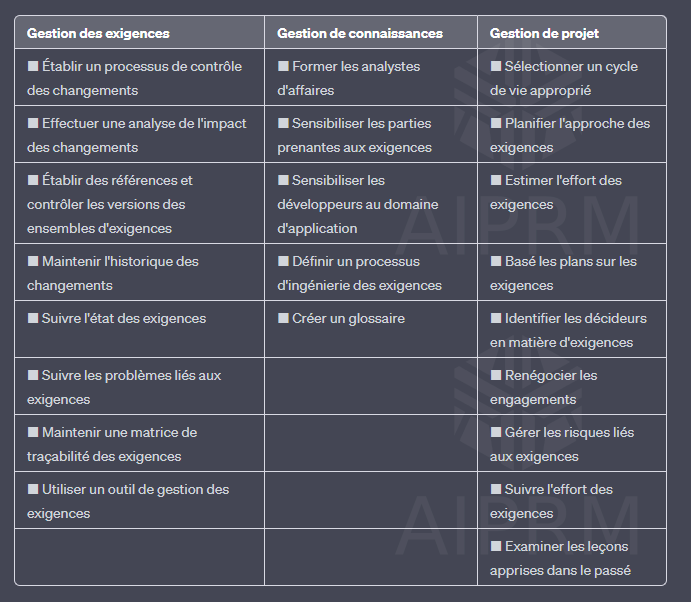 Gestion des exigences
Gestion de connaissances
Gestion de projet
■ Établir un processus de contrôle
des changements
■ Former les analystes
d'affaires
■ Sélectionner un cycle
de vie approprié
■ Effectuer une analyse de l'impact
des changements
■ Sensibiliser les parties
prenantes aux exigences
■ Planifier l'approche des
exigences
■ Établir des références et
contrôler les versions des
ensembles d'exigences
■ Sensibiliser les
développeurs au domaine
d'application
■ Estimer l'effort des
exigences
■ Maintenir l'historique des
changements
■ Définir un processus
d'ingénierie des exigences
■ Basé les plans sur les
exigences
■ Suivre l'état des exigences
■ Créer un glossaire
■ Identifier les décideurs
en matière d'exigences
■ Suivre les problèmes liés aux
exigences
■ Renégocier les
engagements
■ Maintenir une matrice de
traçabilité des exigences
■ Gérer les risques liés
aux exigences
■ Utiliser un outil de gestion des
exigences
■ Suivre l'effort des
exigences
■ Examiner les leçons
apprises dans le passé
AIPRM
AIPRM